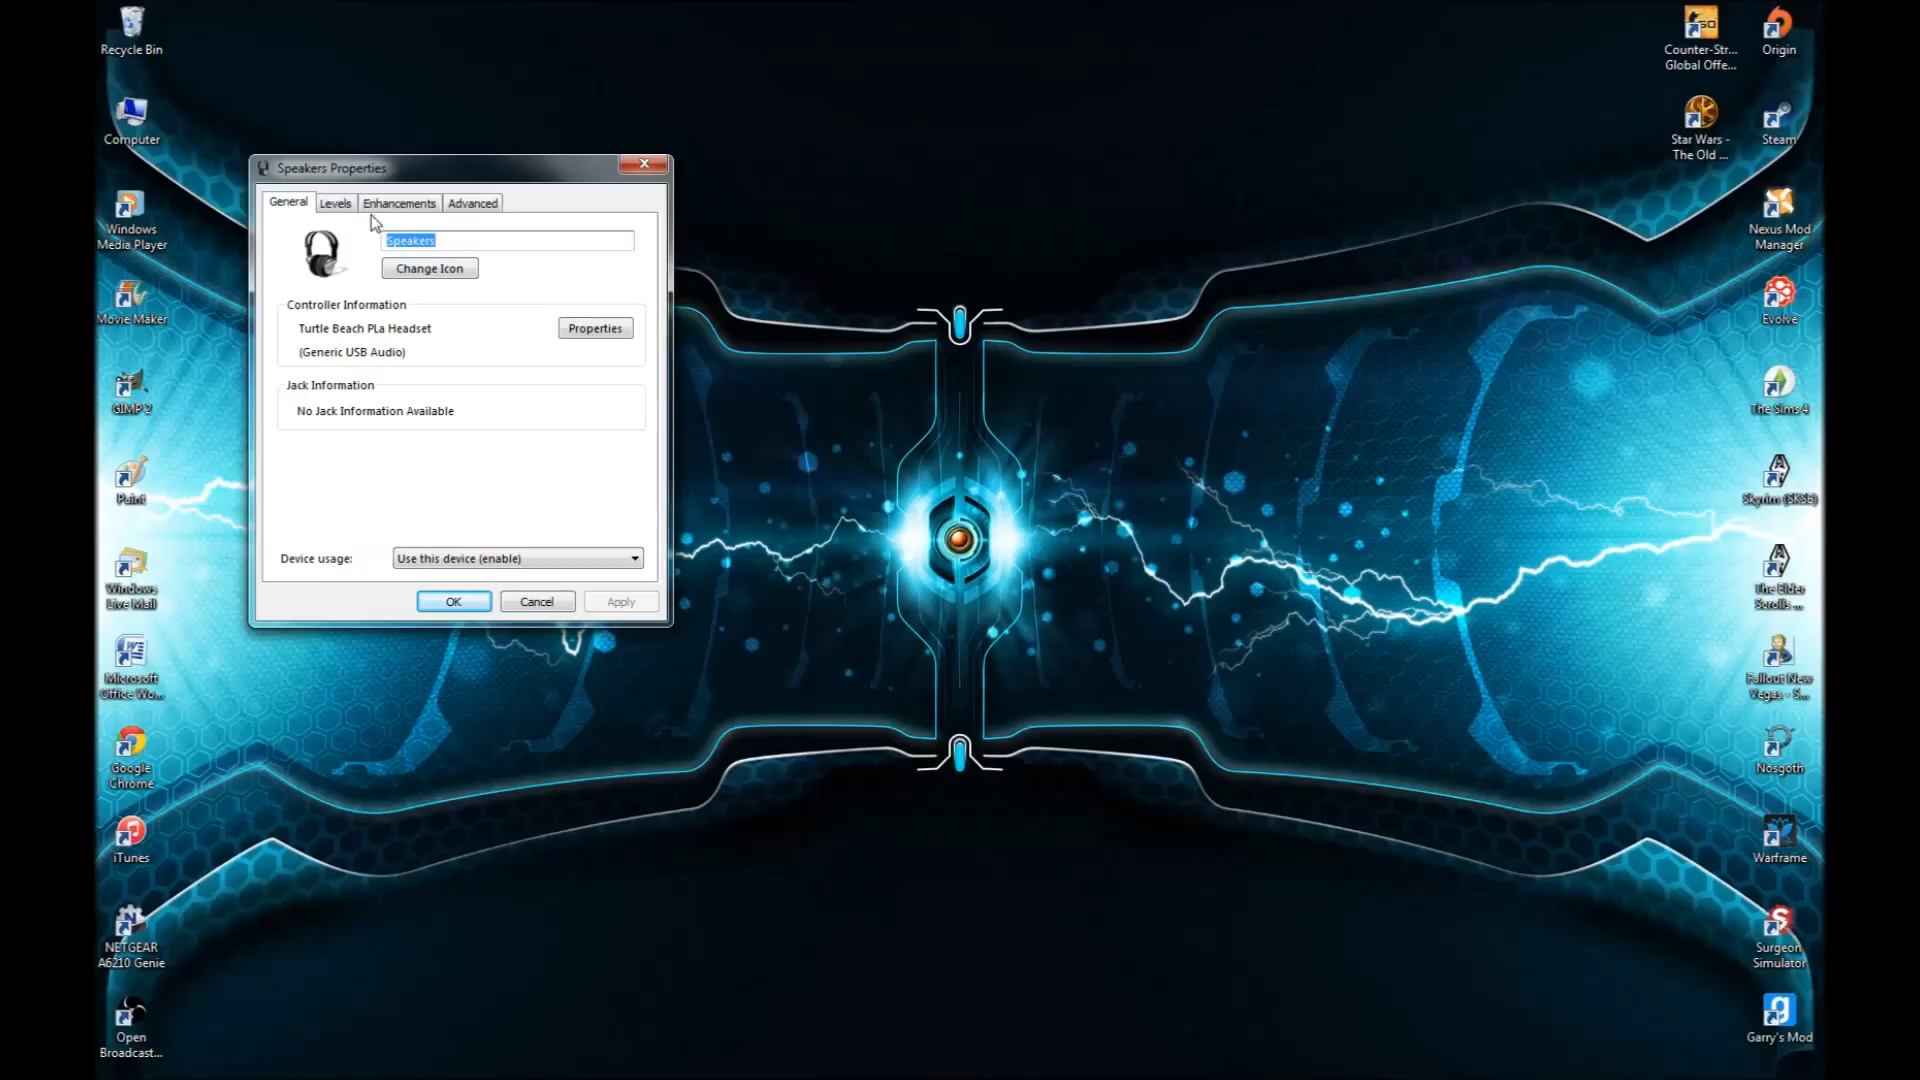 Recycle Bin
Computer
Windows
Media Player
Movie Maker
GIMP 2
Paint
Windows
Live Mail
Microsoft
Office Wo...
Google
Chrome
iTunes
NETGEAR
A6210 Genie
Open
Broadcast...
Speakers Properties
General Levels Enhancements Advanced
Speakers
Change Icon
Controller Information
Turtle Beach PLa Headset
Properties
(Generic USB Audio)
Jack Information
No Jack Information Available
Device usage: Use this device (enable)
OK Cancel Apply
Counter-Str...
Global Offe...
Origin
Star Wars -
The Old ...
Steam
Nexus Mod
Manager
Evolve
The Sims 4
Skyrim (SKSE)
The Elder
Scrolls ...
Fallout New
Vegas - S...
Nosgoth
Warframe
Surgeon
Simulator
Garry's Mod